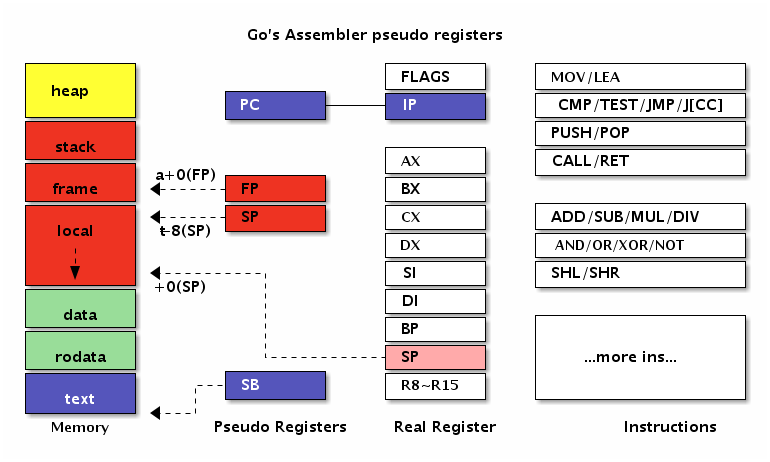 Go's Assembler pseudo registers
heap
stack
frame
local
data
rodata
text
Memory
a+0(FP)
t-8(SP)
+0(SP)
PC
FP
SP
SB
Pseudo Registers
FLAGS
IP
AX
BX
CX
DX
SI
DI
BP
SP
R8~R15
Real Register
MOV/LEA
CMP/TEST/JMP/J[CC]
PUSH/POP
CALL/RET
ADD/SUB/MUL/DIV
AND/OR/XOR/NOT
SHL/SHR
...more ins...
Instructions